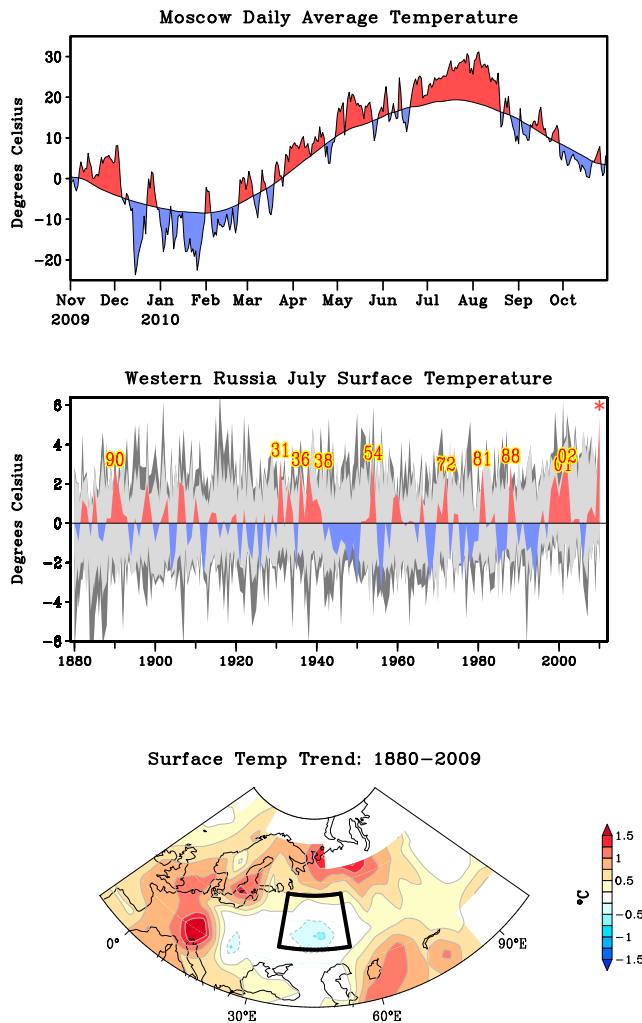 Moscow Daily Average Temperature
Degrees Celsius
30
20
10
0
-10
-20
Nov Dec Jan Feb Mar Apr May Jun Jul Aug Sep Oct
2009 2010
Western Russia July Surface Temperature
Degrees Celsius
6
4
2
0
-2
-4
-6
90 31 36 38 54 72 81 88 01 02 *
1880 1900 1920 1940 1960 1980 2000
Surface Temp Trend: 1880-2009
0°
30°E
60°E
90°E
°C
1.5
1
0.5
0
-0.5
-1
-1.5